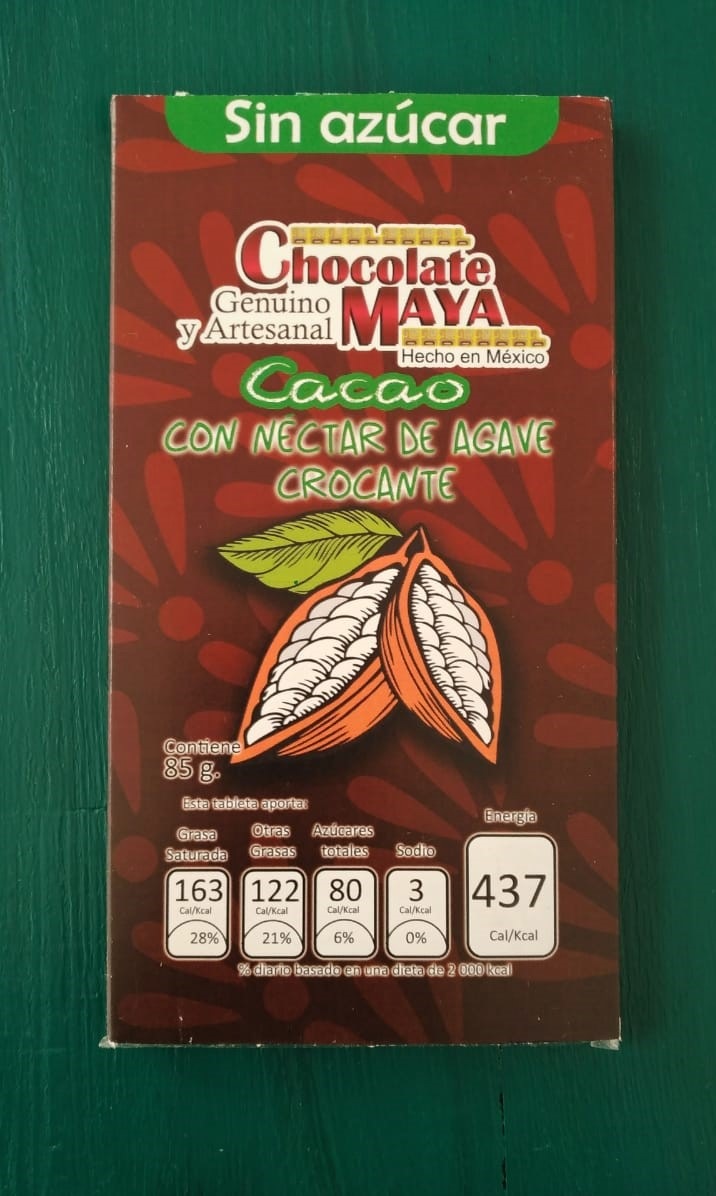 Sin azúcar
Chocolate
Genuino
MAYA
y Artesanal
Hecho en México
Cacao
CON NÉCTAR DE AGAVE
CROCANTE
Contiene
85 g.
Esta tableta aporta:
Grasa Saturada
163
Cal/Kcal
28%
Otras Grasas
122
Cal/Kcal
21%
Azúcares totales
80
Cal/Kcal
6%
Sodio
3
Cal/Kcal
0%
Energía
437
Cal/Kcal
% diario basado en una dieta de 2 000 kcal